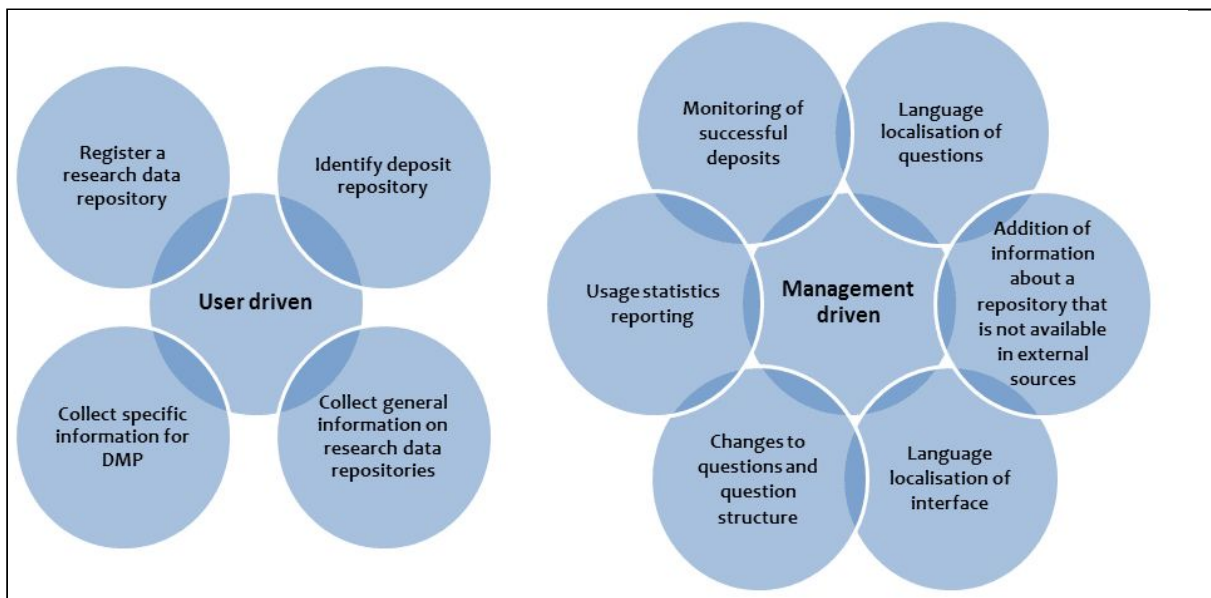 Register a
research data
repository
Identify deposit
repository
User driven
Collect specific
information for
DMP
Collect general
information on
research data
repositories
Monitoring of
successful
deposits
Language
localisation of
questions
Usage statistics
reporting
Management
driven
Addition of
information
about a
repository that
is not available
in external
sources
Changes to
questions and
question
structure
Language
localisation of
interface